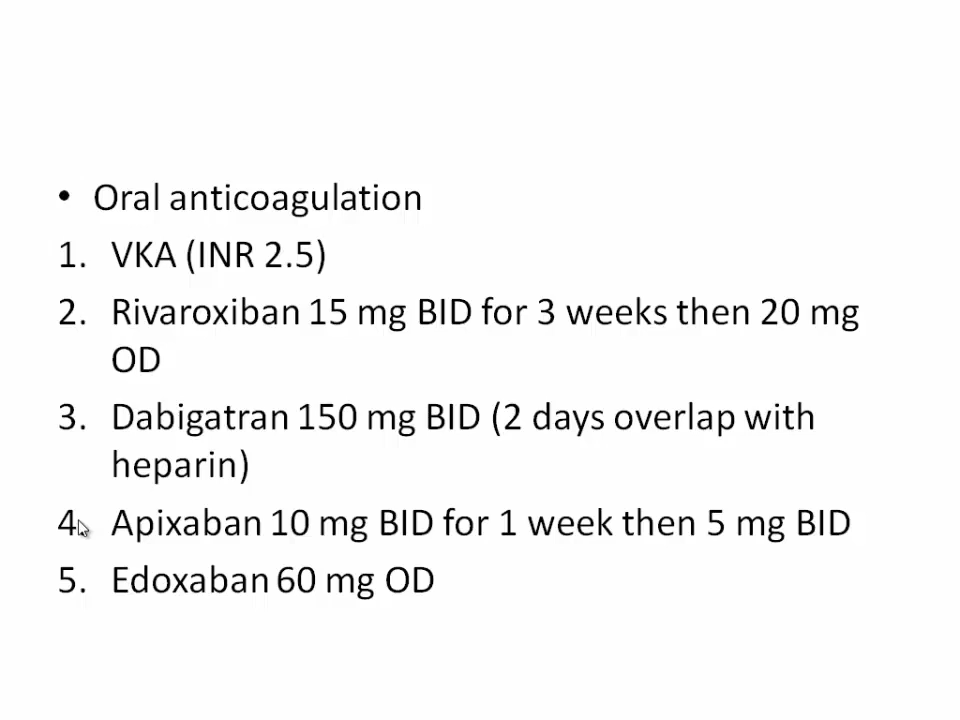 • Oral anticoagulation
1. VKA (INR 2.5)
2. Rivaroxiban 15 mg BID for 3 weeks then 20 mg
OD
3. Dabigatran 150 mg BID (2 days overlap with
heparin)
4. Apixaban 10 mg BID for 1 week then 5 mg BID
5. Edoxaban 60 mg OD